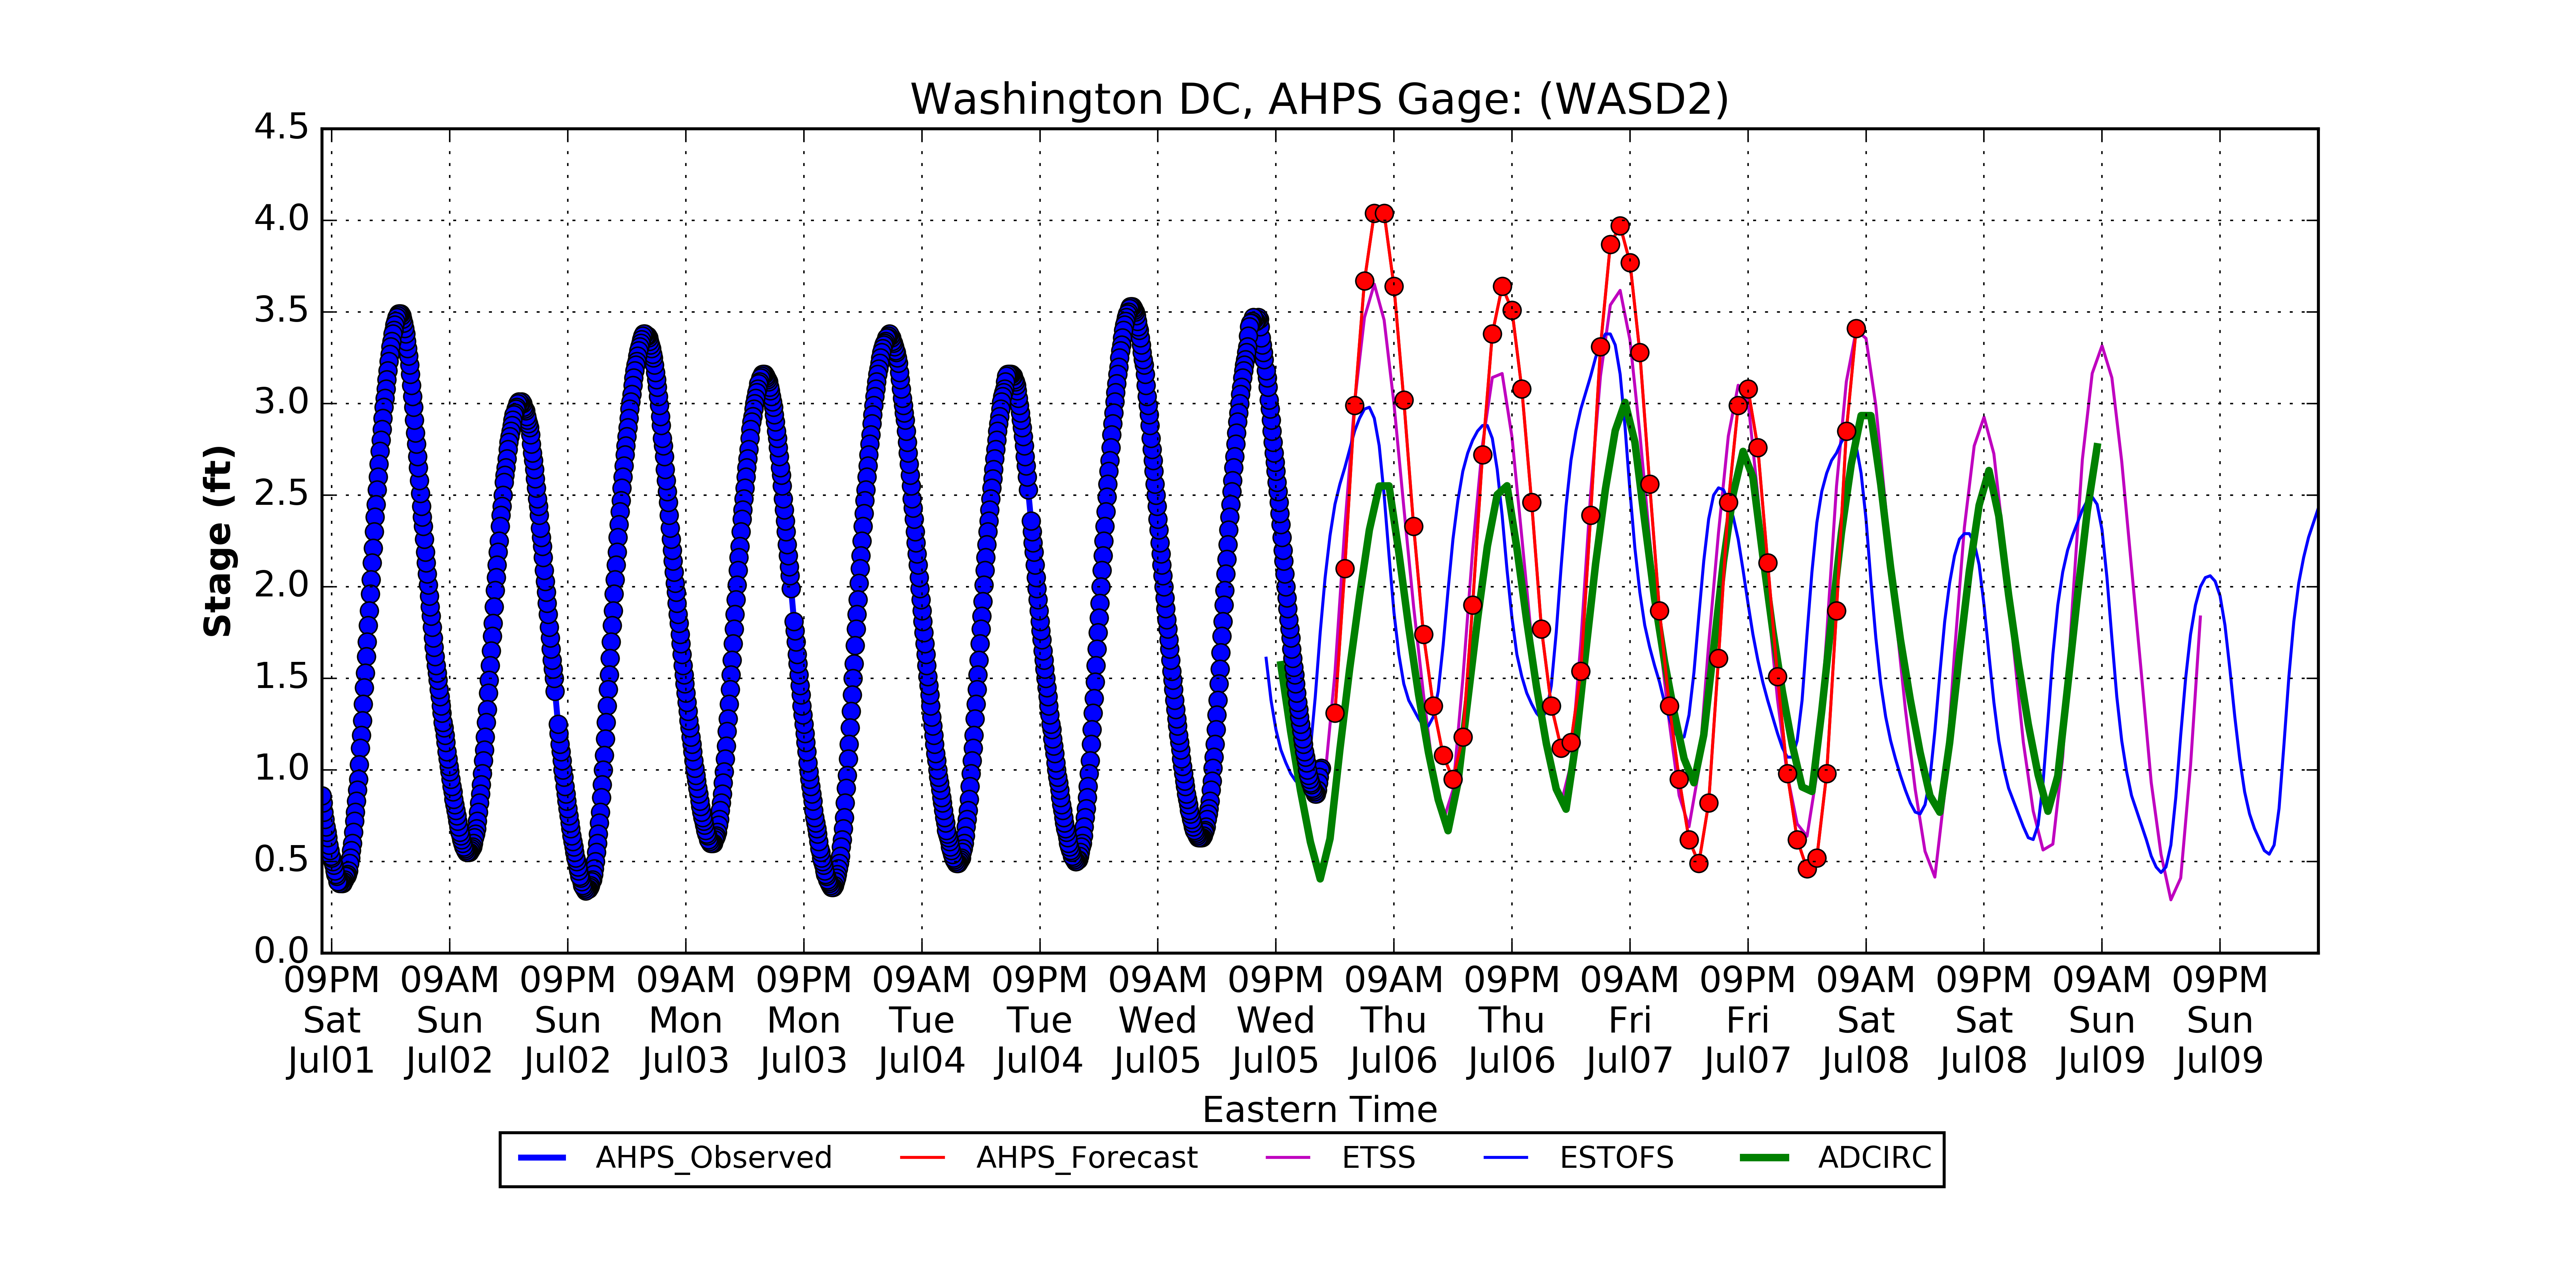 Washington DC, AHPS Gage: (WASD2)
4.5
4.0
3.5
3.0
2.5
2.0
1.5
1.0
0.5
0.0
Stage (ft)
09PM 09AM 09PM 09AM 09PM 09AM 09PM 09AM 09PM 09AM 09PM 09AM 09PM 09AM 09PM 09AM 09PM
Sat Sun Sun Mon Mon Tue Tue Wed Wed Thu Thu Fri Fri Sat Sat Sun Sun
Jul01 Jul02 Jul02 Jul03 Jul03 Jul04 Jul04 Jul05 Jul05 Jul06 Jul06 Jul07 Jul07 Jul08 Jul08 Jul09 Jul09
Eastern Time
AHPS_Observed AHPS_Forecast ETSS ESTOFS ADCIRC